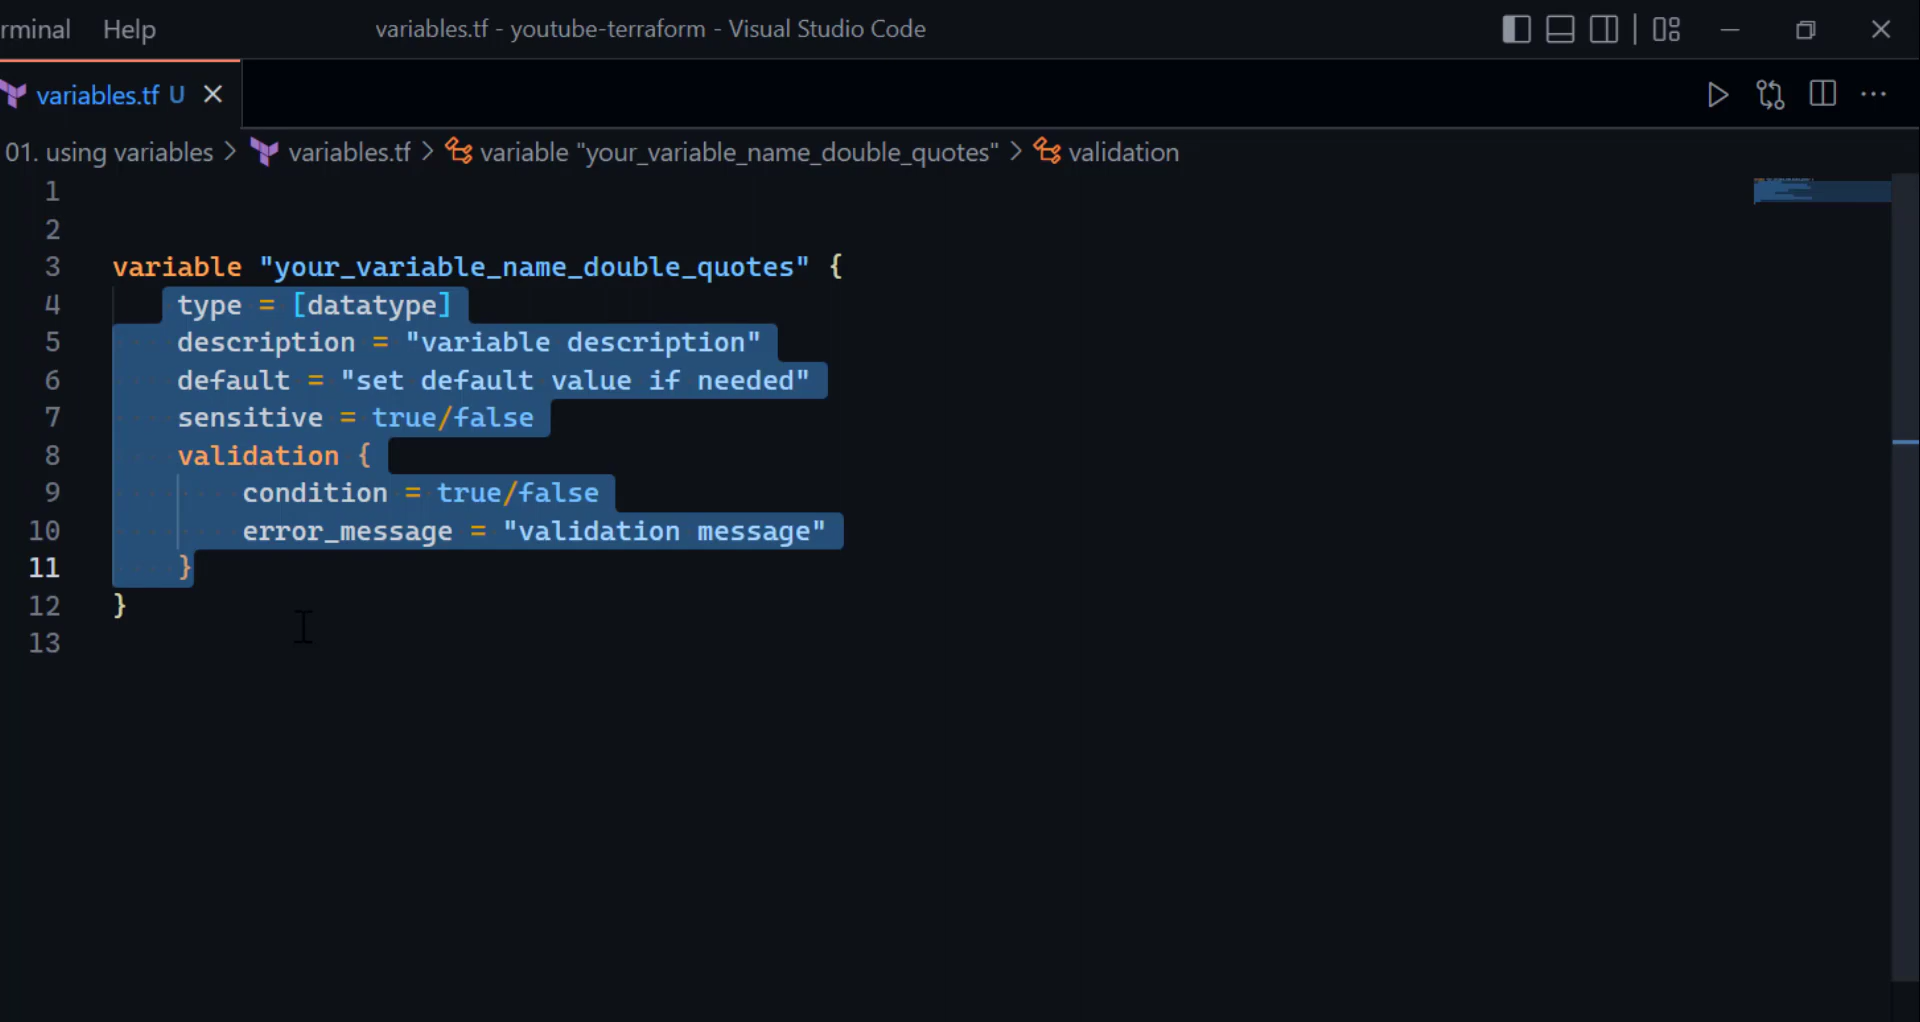 rminal Help variables.tf - youtube-terraform - Visual Studio Code
variables.tf U
01. using variables > variables.tf > variable "your_variable_name_double_quotes" > validation
1
2
3 variable "your_variable_name_double_quotes" {
4 type = [datatype]
5 description = "variable description"
6 default = "set default value if needed"
7 sensitive = true/false
8 validation {
9 condition = true/false
10 error_message = "validation message"
11 }
12 }
13